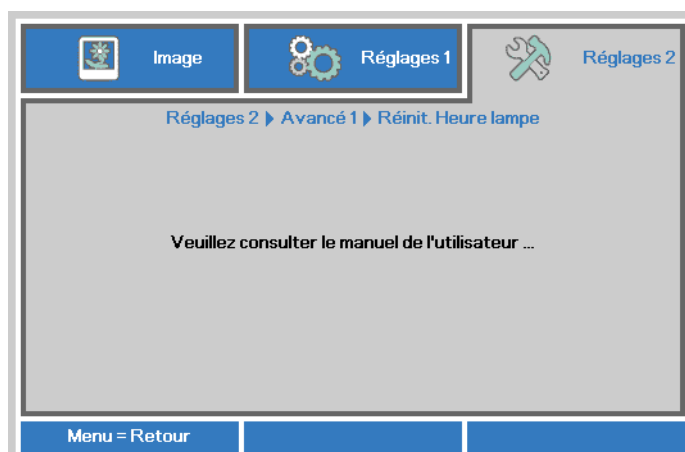 Image
Réglages 1
Réglages 2
Réglages 2 ▶ Avancé 1 ▶ Réinit. Heure lampe
Veuillez consulter le manuel de l'utilisateur ...
Menu = Retour